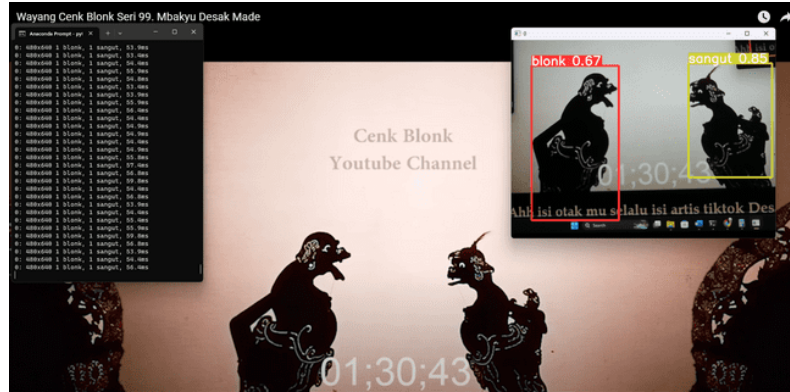 Wayang Cenk Blonk Seri 99. Mbakyu Desak Made
Anaconda Prompt - pyt
0: 480x640 1 blonk, 1 sangut, 53.9ms
0: 480x640 1 blonk, 1 sangut, 53.4ms
0: 480x640 1 blonk, 1 sangut, 54.4ms
0: 480x640 1 blonk, 1 sangut, 55.9ms
0: 480x640 1 blonk, 1 sangut, 54.8ms
0: 480x640 1 blonk, 1 sangut, 53.4ms
0: 480x640 1 blonk, 1 sangut, 55.9ms
0: 480x640 1 blonk, 1 sangut, 55.4ms
0: 480x640 1 blonk, 1 sangut, 54.4ms
0: 480x640 1 blonk, 1 sangut, 54.9ms
0: 480x640 1 blonk, 1 sangut, 54.9ms
0: 480x640 1 blonk, 1 sangut, 54.9ms
0: 480x640 1 blonk, 1 sangut, 54.9ms
0: 480x640 1 blonk, 1 sangut, 55.8ms
0: 480x640 1 blonk, 1 sangut, 57.4ms
0: 480x640 1 blonk, 1 sangut, 56.8ms
0: 480x640 1 blonk, 1 sangut, 59.0ms
0: 480x640 1 blonk, 1 sangut, 54.4ms
0: 480x640 1 blonk, 1 sangut, 56.8ms
0: 480x640 1 blonk, 1 sangut, 53.9ms
0: 480x640 1 blonk, 1 sangut, 54.9ms
0: 480x640 1 blonk, 1 sangut, 55.4ms
0: 480x640 1 blonk, 1 sangut, 55.9ms
0: 480x640 1 blonk, 1 sangut, 59.8ms
0: 480x640 1 blonk, 1 sangut, 56.8ms
0: 480x640 1 blonk, 1 sangut, 53.9ms
0: 480x640 1 blonk, 1 sangut, 54.4ms
0: 480x640 1 blonk, 1 sangut, 56.4ms
Cenk Blonk
Youtube Channel
0
blonk 0.67
sangut 0.85
01;30;43
Ahh isi otak mu selalu isi artis tiktok Des
Search
01;30;43